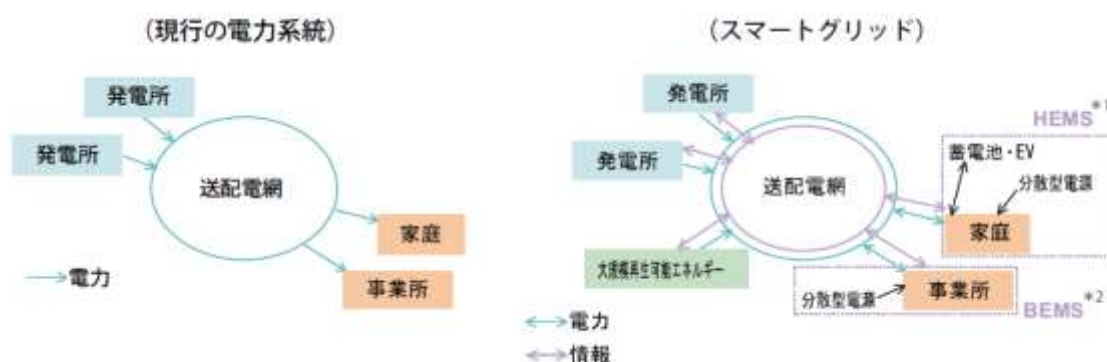 (現行の電力系統)
発電所
発電所
送配電網
家庭
事業所
電力
(スマートグリッド)
発電所
発電所
送配電網
HEMS*1
蓄電池・EV
分散型電源
家庭
大規模再生可能エネルギー
分散型電源
事業所
BEMS*2
電力
情報